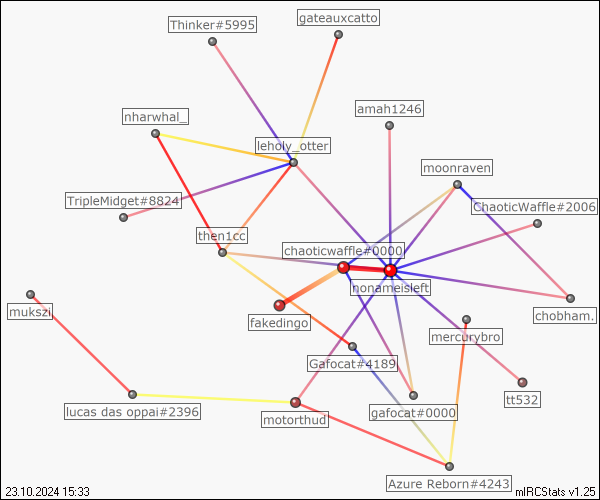 gateauxcatto
Thinker#5995
amah1246
nharwhal_
leholy_otter
moonraven
TripleMidget#8824
ChaoticWaffle#2006
then1cc
chaoticwaffle#0000
nonameisleft
mukszi
fakedingo
chobham.
mercurybro
Gafocat#4189
tt532
lucas das oppai#2396
gafocat#0000
motorthud
Azure Reborn#4243
23.10.2024 15:33
mIRCStats v1.25